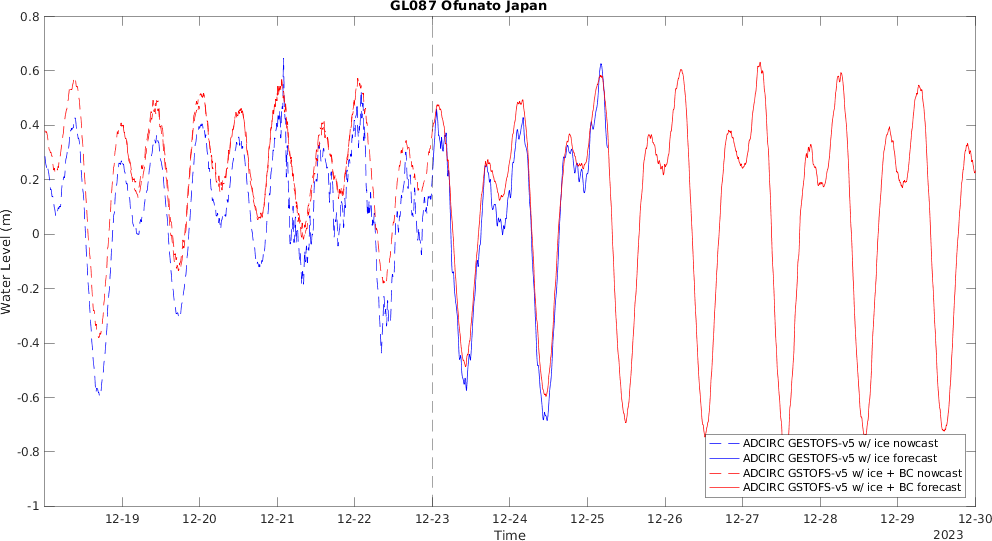 GL087 Ofunato Japan
0.8
0.6
0.4
0.2
0
-0.2
-0.4
-0.6
-0.8
-1
Water Level (m)
ADCIRC GESTOFS-v5 w/ ice nowcast
ADCIRC GESTOFS-v5 w/ ice forecast
ADCIRC GSTOFS-v5 w/ ice + BC nowcast
ADCIRC GSTOFS-v5 w/ ice + BC forecast
12-19 12-20 12-21 12-22 12-23 12-24 12-25 12-26 12-27 12-28 12-29 12-30
Time
2023